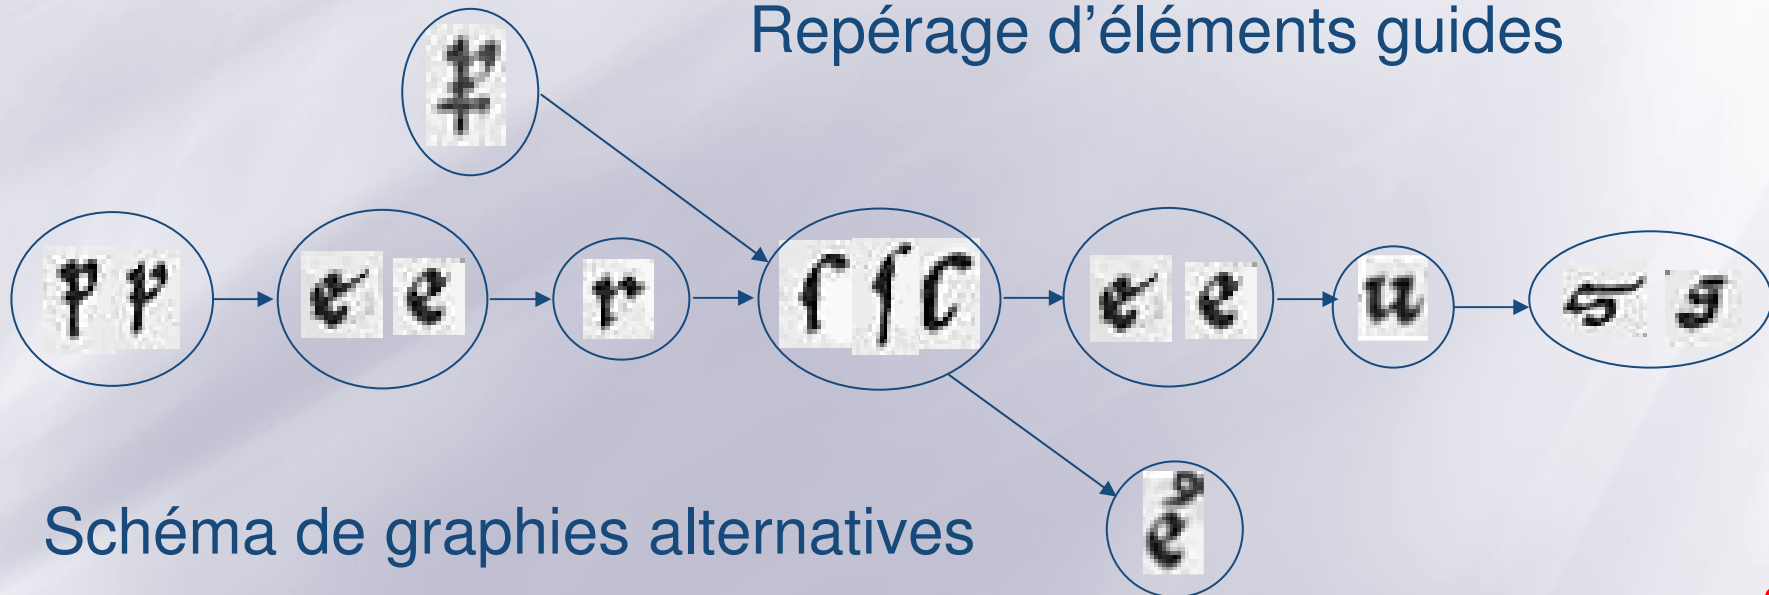 Repérage d’éléments guides
ꝑ
p p e e r ſ ſ c e e u s s
e᷒
Schéma de graphies alternatives